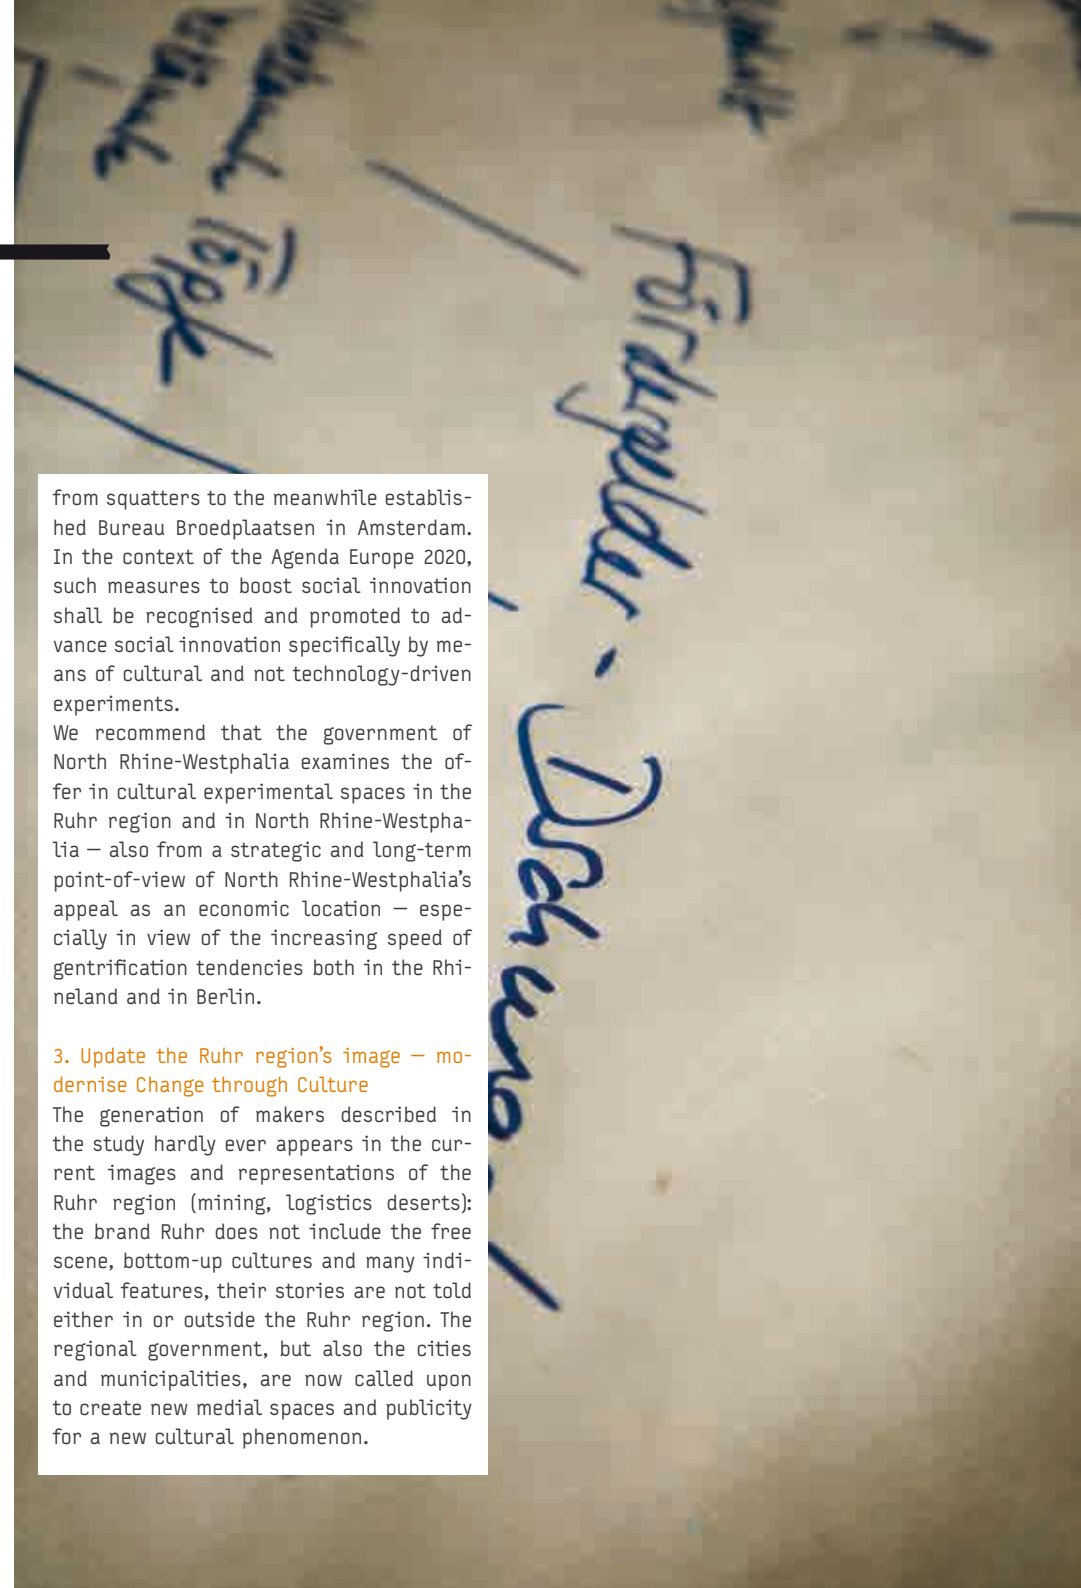 Töpfe
Fördergelder -
from squatters to the meanwhile establis-
hed Bureau Broedplaatsen in Amsterdam.
In the context of the Agenda Europe 2020,
such measures to boost social innovation
shall be recognised and promoted to ad-
vance social innovation specifically by me-
ans of cultural and not technology-driven
experiments.
We recommend that the government of
North Rhine-Westphalia examines the of-
fer in cultural experimental spaces in the
Ruhr region and in North Rhine-Westpha-
lia — also from a strategic and long-term
point-of-view of North Rhine-Westphalia’s
appeal as an economic location — espe-
cially in view of the increasing speed of
gentrification tendencies both in the Rhi-
neland and in Berlin.
3. Update the Ruhr region’s image — mo-
dernise Change through Culture
The generation of makers described in
the study hardly ever appears in the cur-
rent images and representations of the
Ruhr region (mining, logistics deserts):
the brand Ruhr does not include the free
scene, bottom-up cultures and many indi-
vidual features, their stories are not told
either in or outside the Ruhr region. The
regional government, but also the cities
and municipalities, are now called upon
to create new medial spaces and publicity
for a new cultural phenomenon.